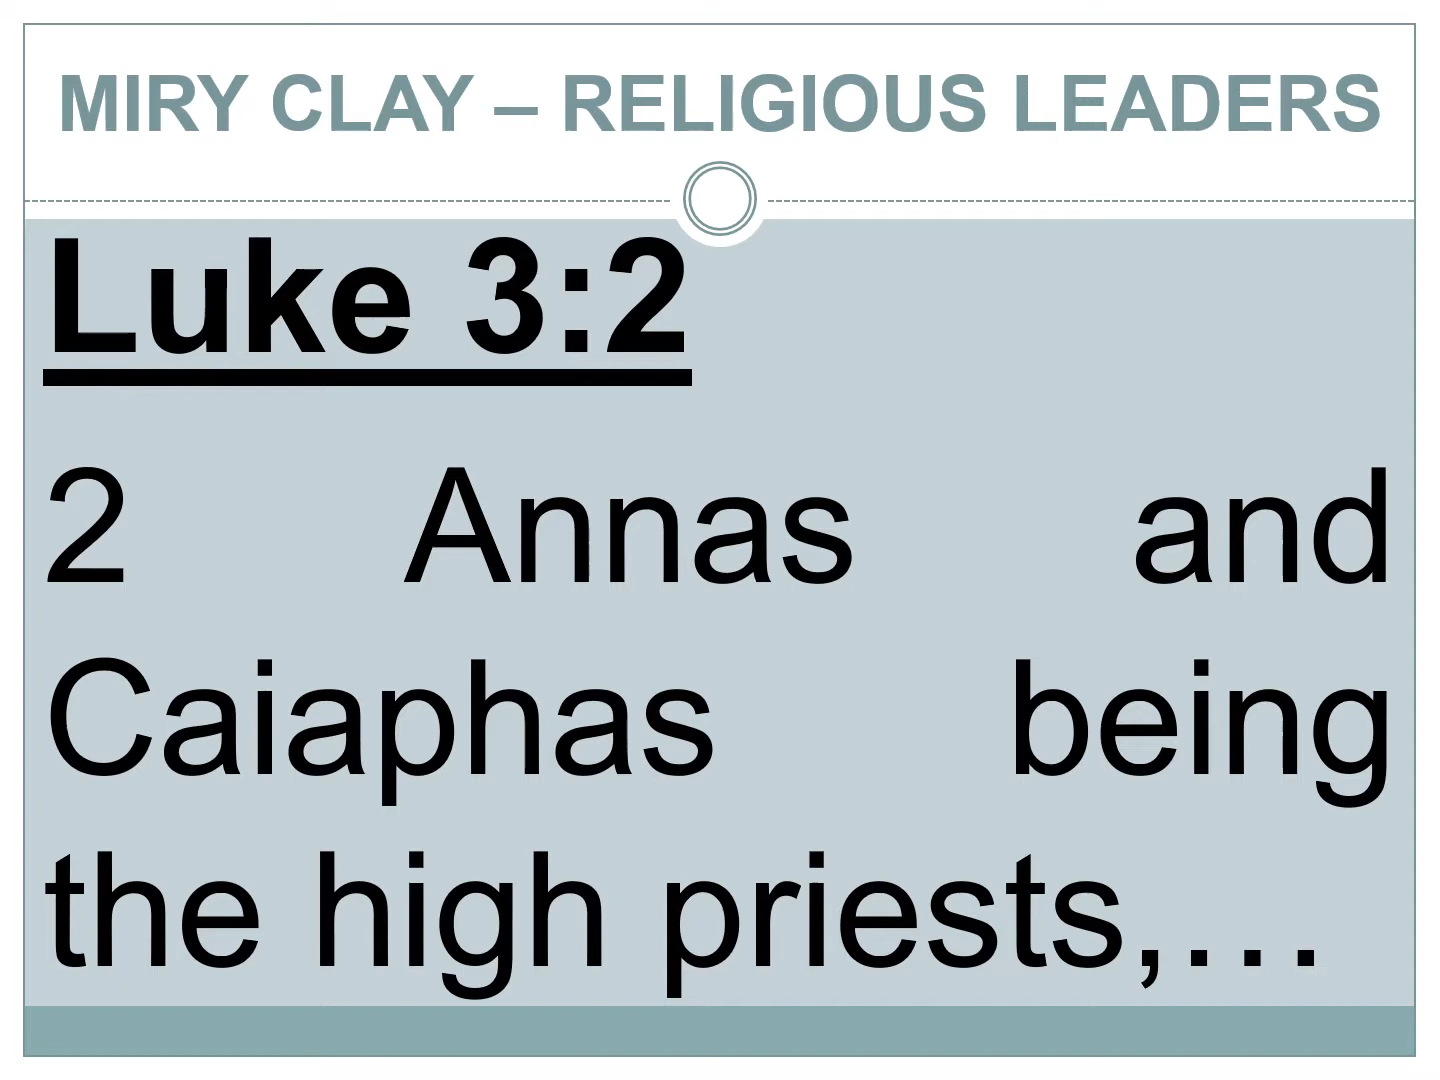 MIRY CLAY – RELIGIOUS LEADERS
Luke 3:2
2 Annas and
Caiaphas being
the high priests,…